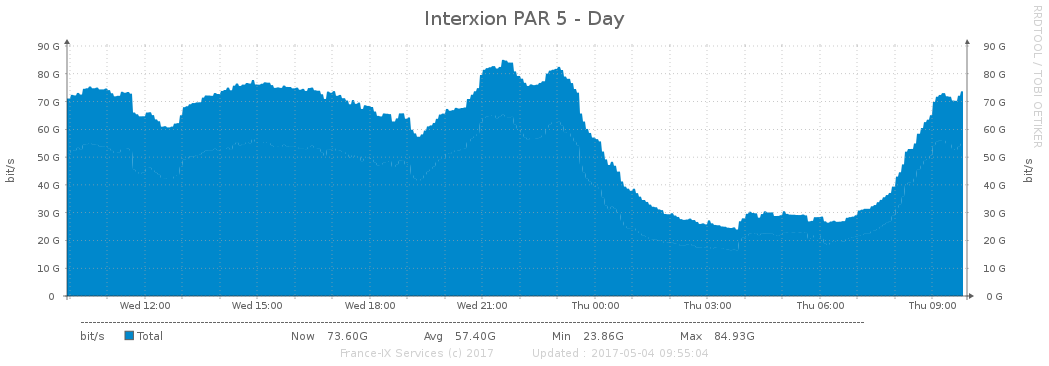 Interxion PAR 5 - Day
RRDTOOL / TOBI OETIKER
90 G 90 G
80 G 80 G
70 G 70 G
60 G 60 G
50 G 50 G
40 G 40 G
30 G 30 G
20 G 20 G
10 G 10 G
0 0 G
bit/s bit/s
Wed 12:00 Wed 15:00 Wed 18:00 Wed 21:00 Thu 00:00 Thu 03:00 Thu 06:00 Thu 09:00
bit/s Total Now 73.60G Avg 57.40G Min 23.86G Max 84.93G
France-IX Services (c) 2017 Updated : 2017-05-04 09:55:04